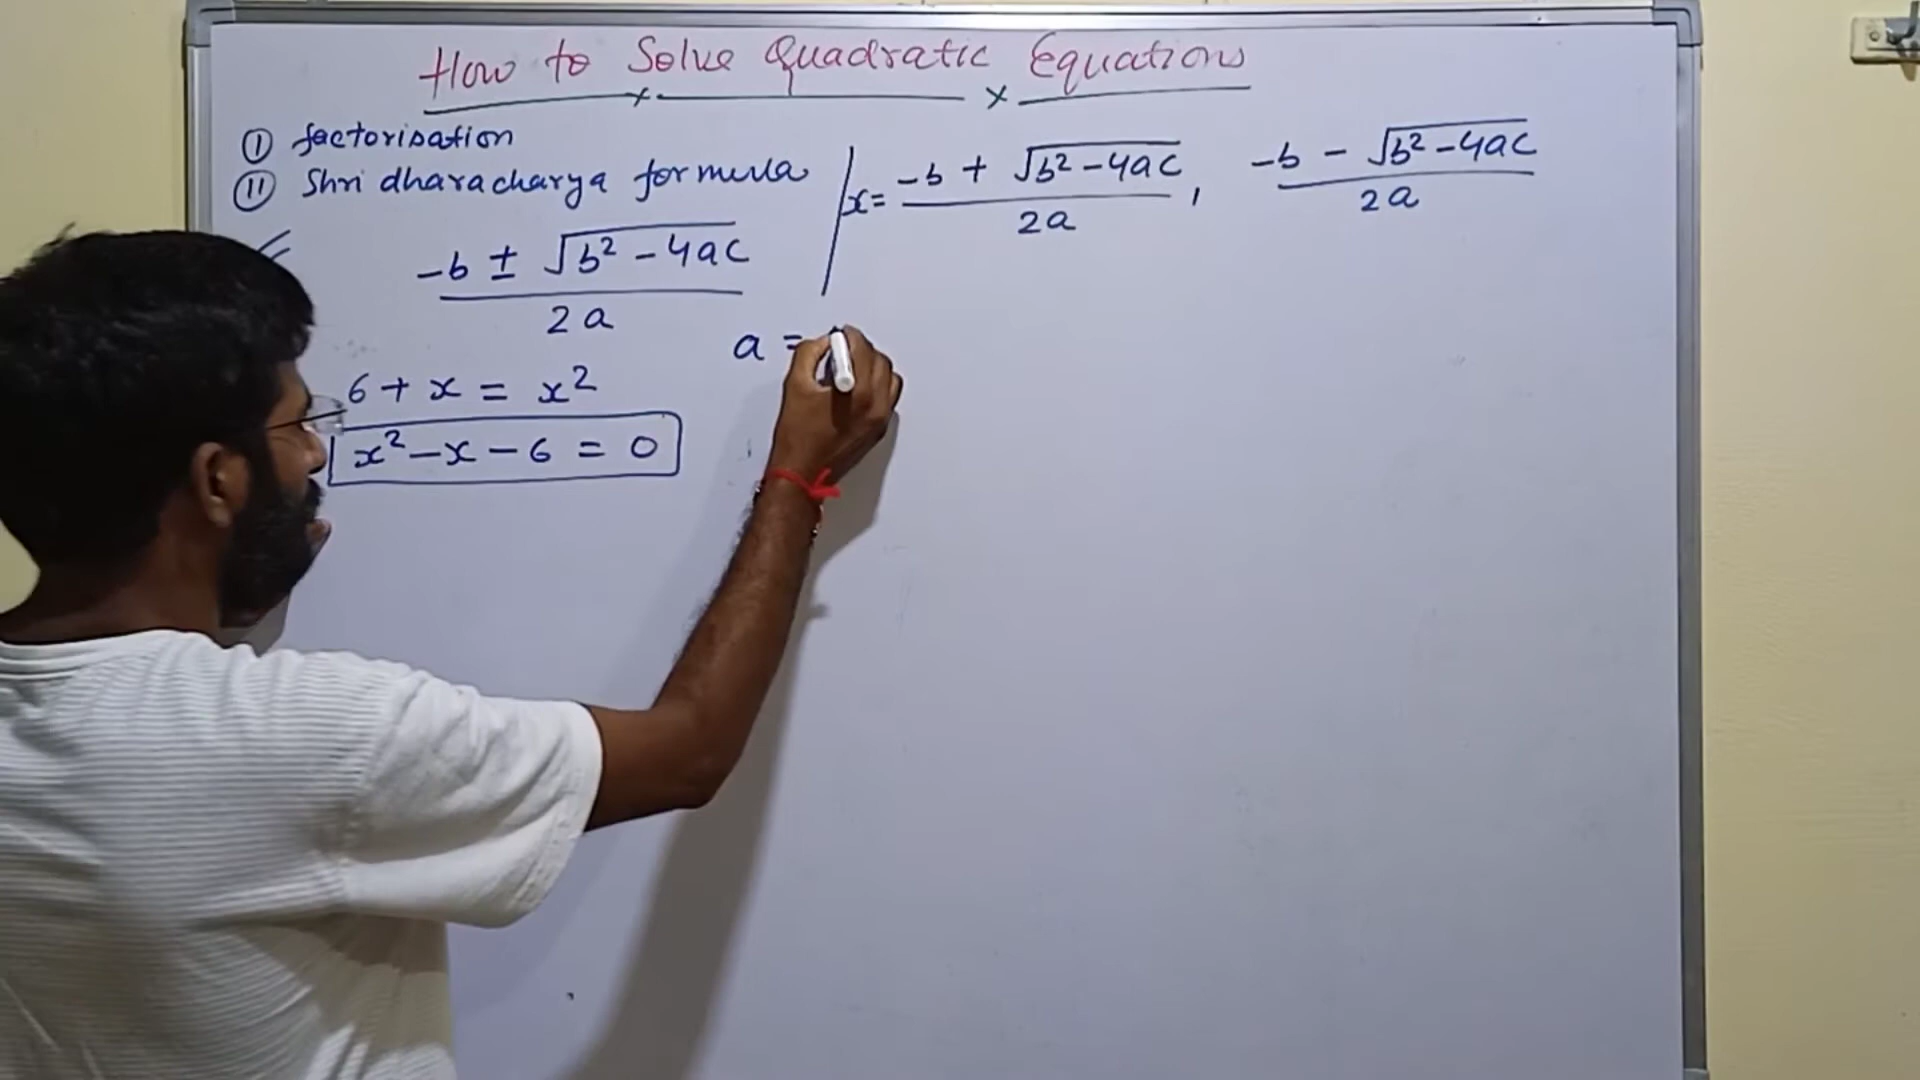 How to Solve Quadratic Equations
① factorisation
② Shri dharacharya formula
-b ± √b² - 4ac
2a
x = -b + √b² - 4ac / 2a , -b - √b² - 4ac / 2a
a =
6 + x = x²
x² - x - 6 = 0